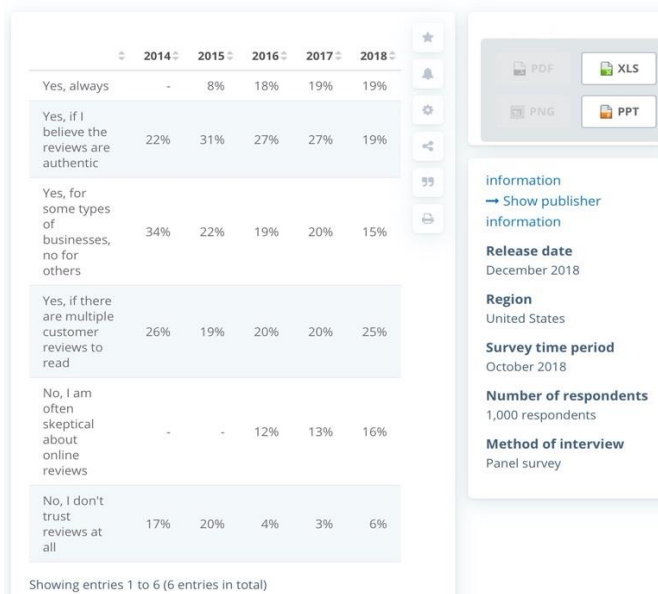 2014 2015 2016 2017 2018
Yes, always - 8% 18% 19% 19%
Yes, if I
believe the
reviews are
authentic
22% 31% 27% 27% 19%
Yes, for
some types
of
businesses,
no for
others
34% 22% 19% 20% 15%
Yes, if there
are multiple
customer
reviews to
read
26% 19% 20% 20% 25%
No, I am
often
skeptical
about
online
reviews
- - 12% 13% 16%
No, I don't
trust
reviews at
all
17% 20% 4% 3% 6%
Showing entries 1 to 6 (6 entries in total)
PDF XLS
PNG PPT
information
→ Show publisher
information
Release date
December 2018
Region
United States
Survey time period
October 2018
Number of respondents
1,000 respondents
Method of interview
Panel survey